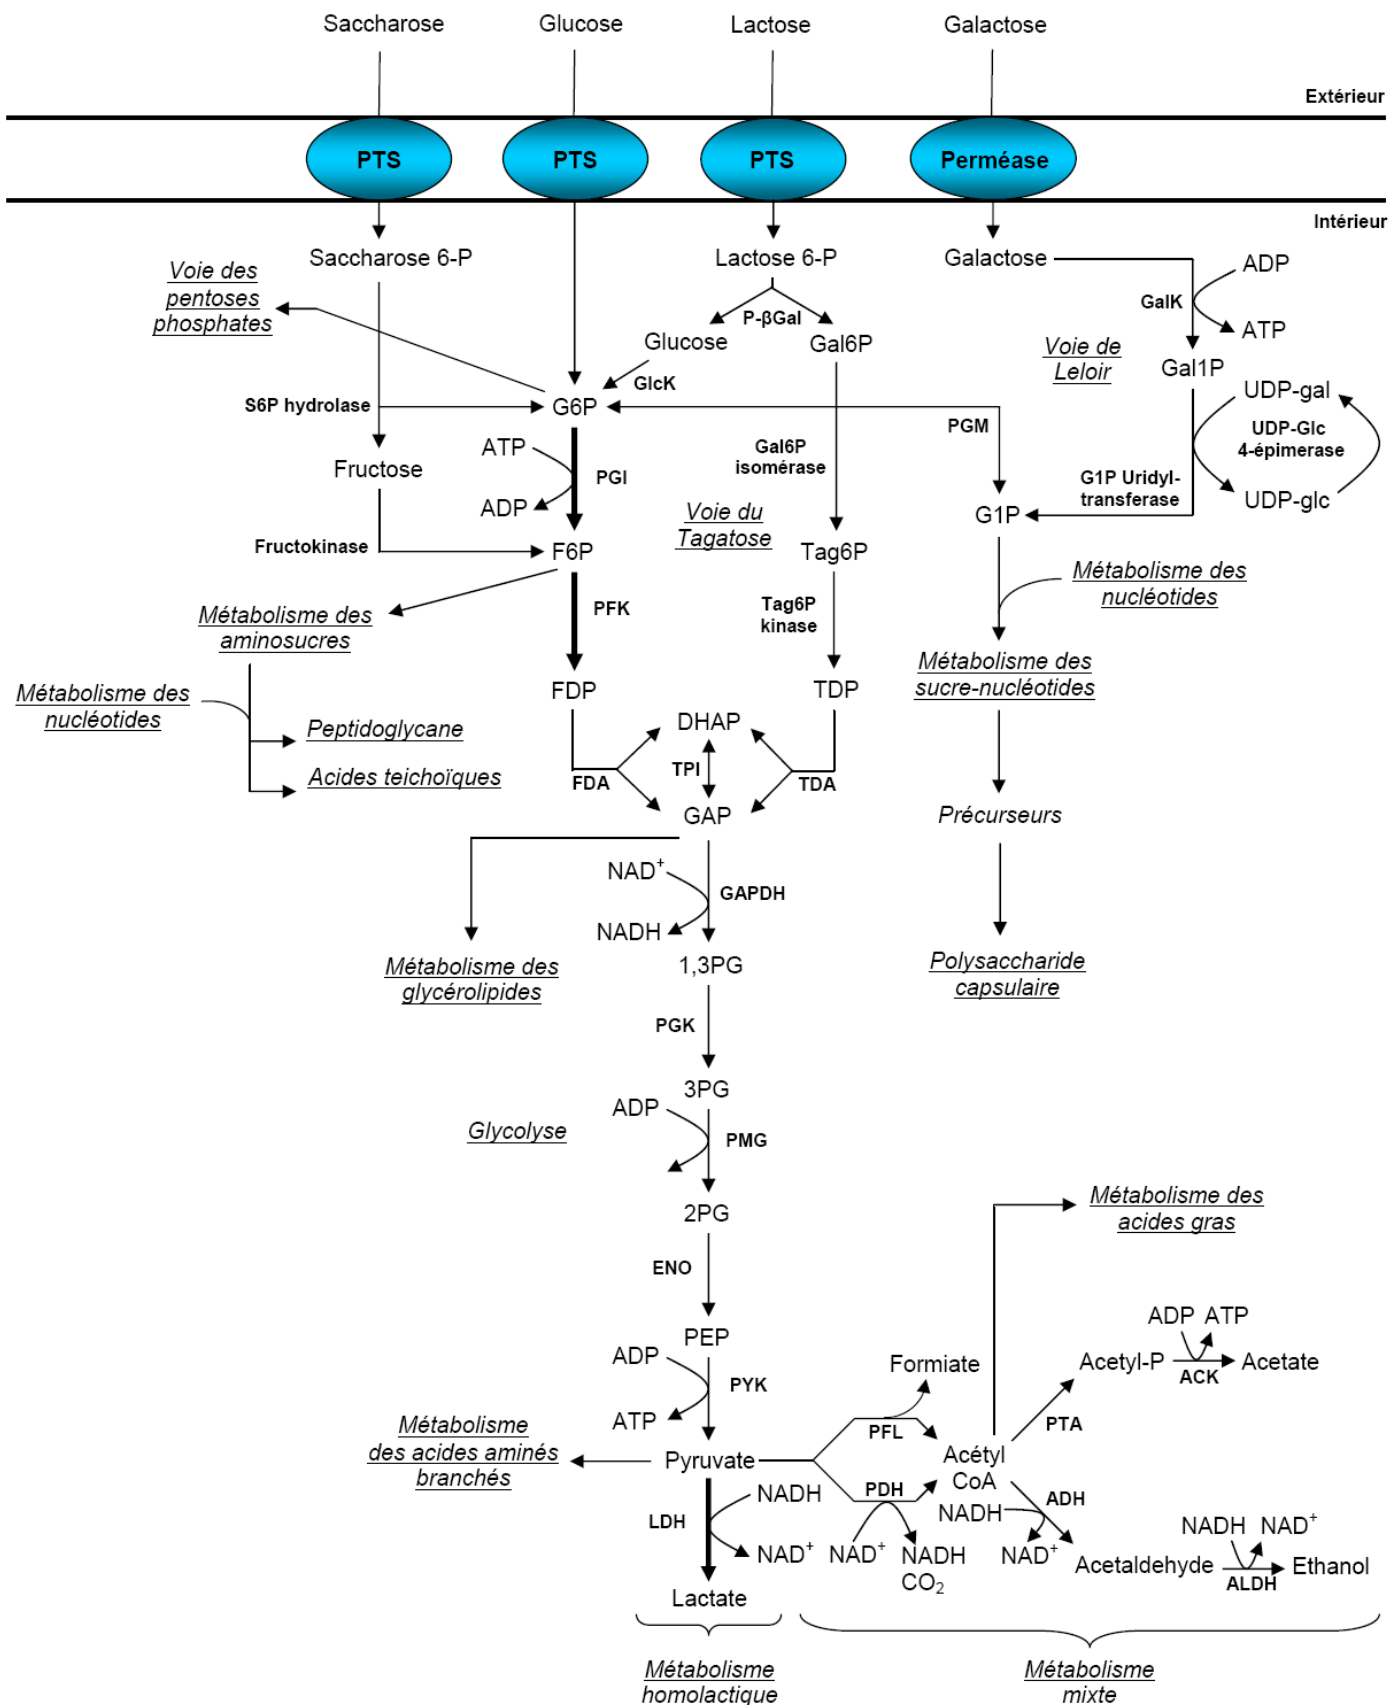 Saccharose
Glucose
Lactose
Galactose
Extérieur
PTS
PTS
PTS
Perméase
Intérieur
Saccharose 6-P
Lactose 6-P
Galactose
ADP
Voie des
pentoses
phosphates
P-βGal
GalK
ATP
Glucose
Gal6P
Voie de
Leloir
Gal1P
GlcK
UDP-gal
S6P hydrolase
G6P
PGM
UDP-Glc
4-épimerase
ATP
Gal6P
isomérase
Fructose
PGI
G1P Uridyl-
transferase
UDP-glc
ADP
Voie du
Tagatose
G1P
Fructokinase
F6P
Tag6P
Métabolisme des
nucléotides
Métabolisme des
aminosucres
PFK
Tag6P
kinase
Métabolisme des
sucre-nucléotides
Métabolisme des
nucléotides
FDP
TDP
Peptidoglycane
DHAP
Acides teichoïques
FDA
TPI
TDA
GAP
Précurseurs
NAD+
GAPDH
NADH
Métabolisme des
glycérolipides
1,3PG
Polysaccharide
capsulaire
PGK
3PG
ADP
Glycolyse
PMG
2PG
Métabolisme des
acides gras
ENO
PEP
ADP
ADP ATP
Formiate
Acetyl-P
Acetate
ACK
PYK
ATP
Métabolisme
des acides aminés
branchés
PFL
PTA
Pyruvate
Acétyl
CoA
PDH
NADH
NADH
ADH
LDH
NADH NAD+
NAD+
NAD+
NADH
CO2
NAD+
Acetaldehyde
Ethanol
ALDH
Lactate
Métabolisme
homolactique
Métabolisme
mixte